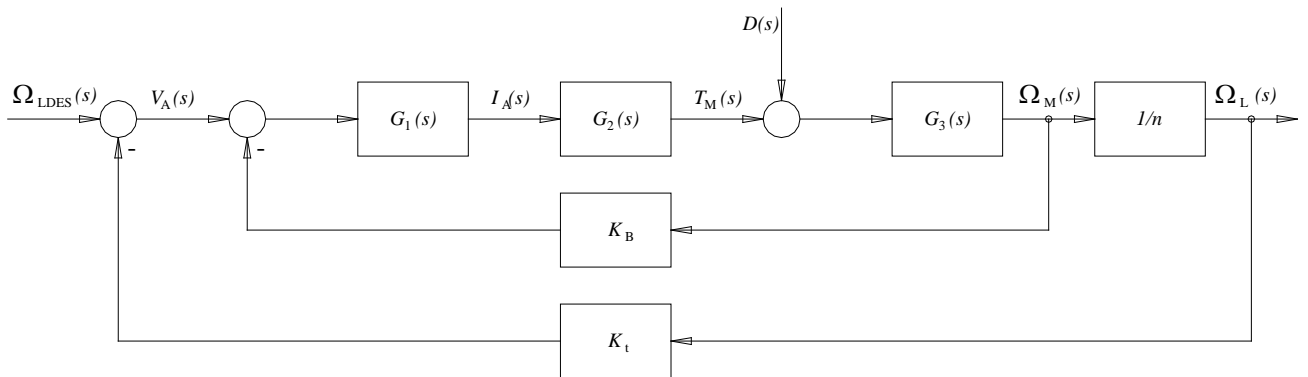 D(s)
Ω_LDES(s) V_A(s) G_1(s) I_A(s) G_2(s) T_M(s) G_3(s) Ω_M(s) 1/n Ω_L(s)
- -
K_B
K_t